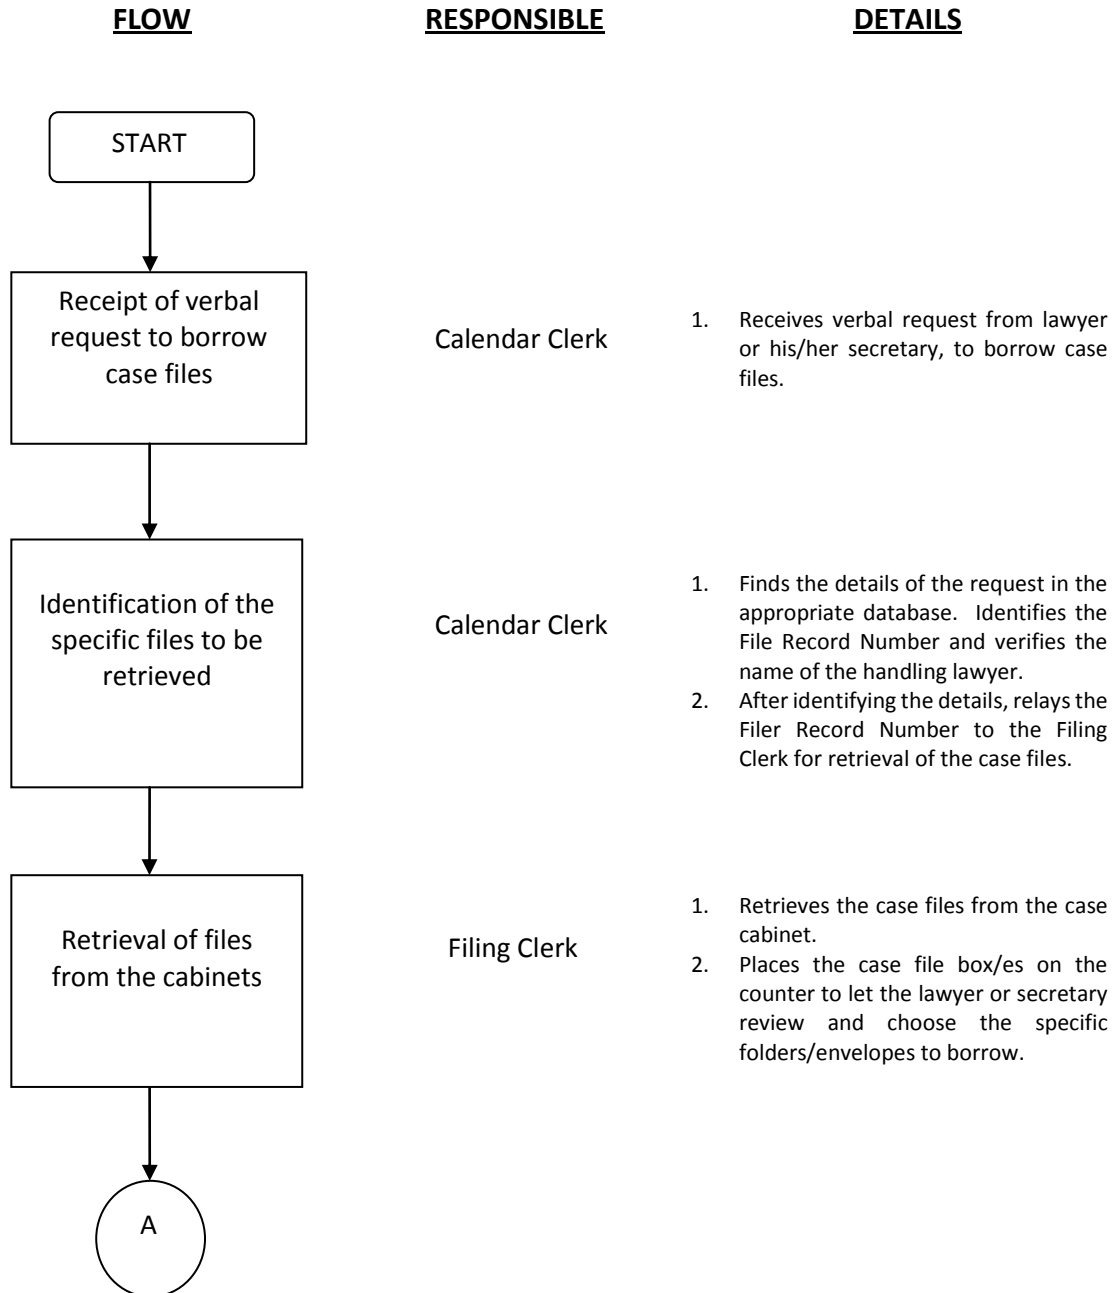 FLOW RESPONSIBLE DETAILS
START
Receipt of verbal
request to borrow
case files
Calendar Clerk
1. Receives verbal request from lawyer
or his/her secretary, to borrow case
files.
Identification of the
specific files to be
retrieved
Calendar Clerk
1. Finds the details of the request in the
appropriate database. Identifies the
File Record Number and verifies the
name of the handling lawyer.
2. After identifying the details, relays the
Filer Record Number to the Filing
Clerk for retrieval of the case files.
Retrieval of files
from the cabinets
Filing Clerk
1. Retrieves the case files from the case
cabinet.
2. Places the case file box/es on the
counter to let the lawyer or secretary
review and choose the specific
folders/envelopes to borrow.
A